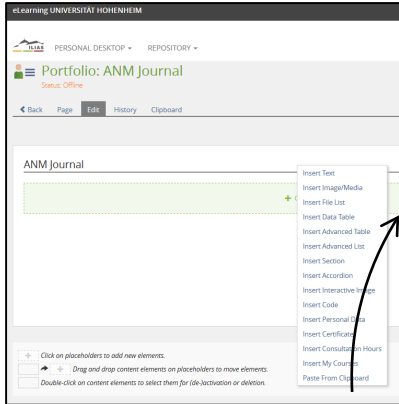 eLearning UNIVERSITÄT HOHENHEIM
ILIAS PERSONAL DESKTOP REPOSITORY
Portfolio: ANM Journal
Status: Offline
Back Page Edit History Clipboard
ANM Journal
Insert Text
Insert Image/Media
Insert File List
Insert Data Table
Insert Advanced Table
Insert Advanced List
Insert Section
Insert Accordion
Insert Interactive Image
Insert Code
Insert Personal Data
Insert Certificate
Insert Consultation Hours
Insert My Courses
Paste From Clipboard
+ Click on placeholders to add new elements.
+ Drag and drop content elements on placeholders to move elements.
Double-click on content elements to select them for (de-)activation or deletion.